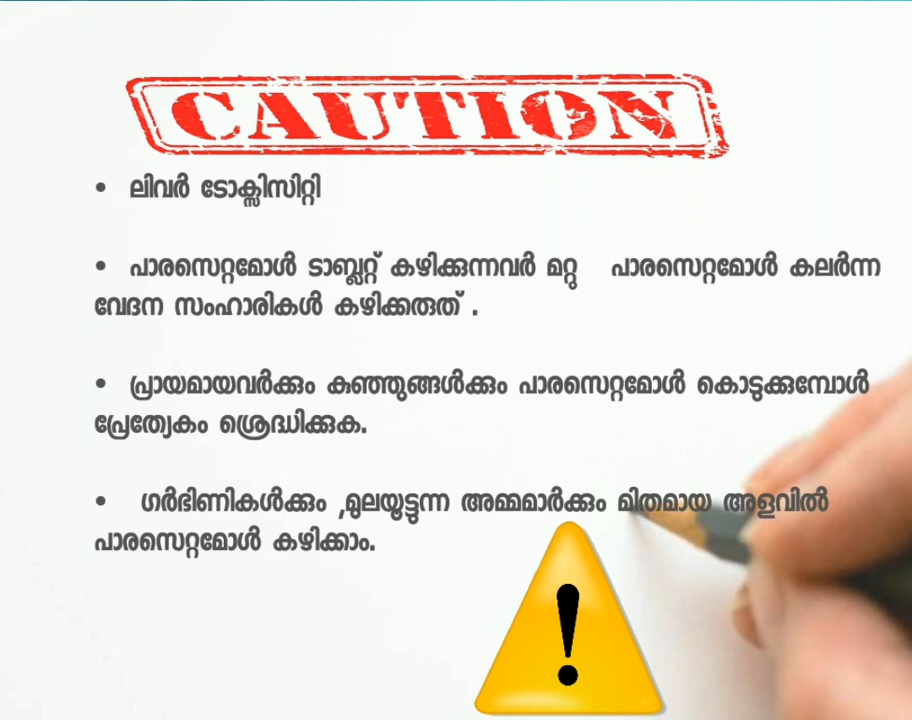 CAUTION
• ലിവർ ടോക്സിസിറ്റി
• പാരസെറ്റമോൾ ടാബ്ലറ്റ് കഴിക്കുന്നവർ മറ്റു പാരസെറ്റമോൾ കലർന്ന
വേദന സംഹാരികൾ കഴിക്കരുത് .
• പ്രായമായവർക്കും കുഞ്ഞുങ്ങൾക്കും പാരസെറ്റമോൾ കൊടുക്കുമ്പോൾ
പ്രേത്യേകം ശ്രെദ്ധിക്കുക.
• ഗർഭിണികൾക്കും ,മുലയൂട്ടുന്ന അമ്മമാർക്കും മിതമായ അളവിൽ
പാരസെറ്റമോൾ കഴിക്കാം.
!